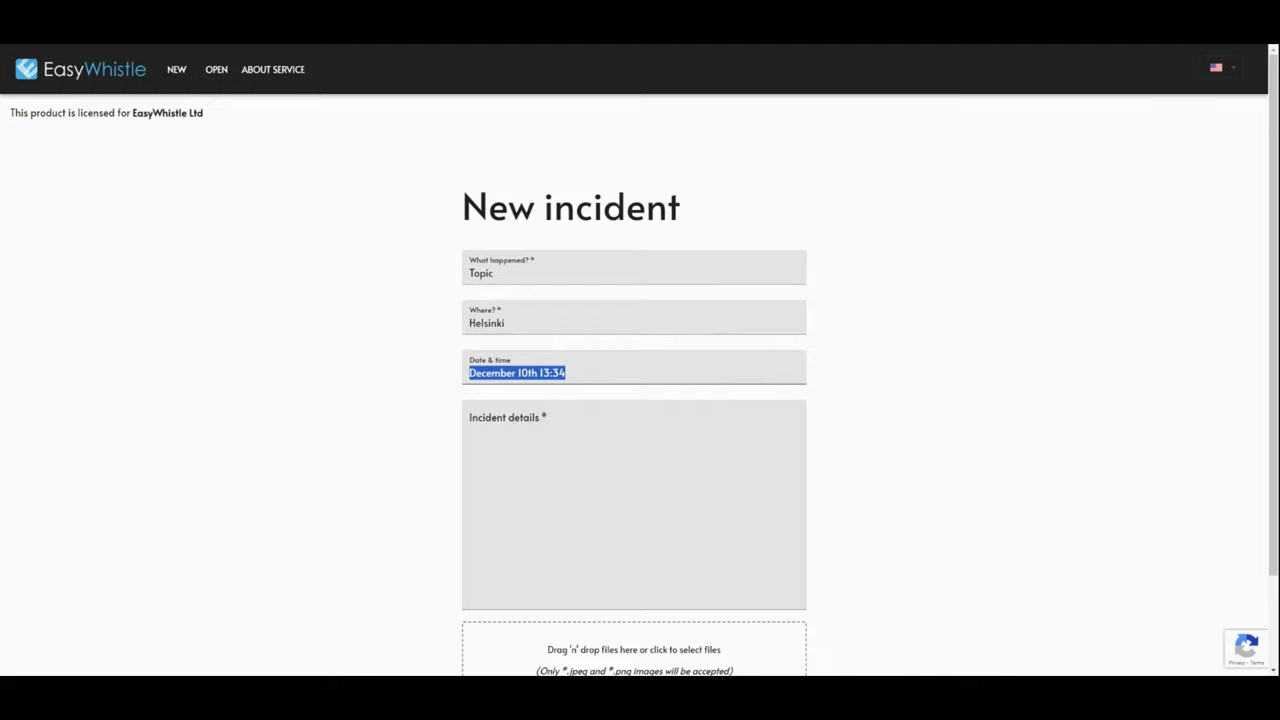 EasyWhistle NEW OPEN ABOUT SERVICE
This product is licensed for EasyWhistle Ltd
New incident
What happened? *
Topic
Where? *
Helsinki
Date & time
December 10th 13:34
Incident details *
Drag 'n' drop files here or click to select files
(Only *.jpeg and *.png images will be accepted)
Privacy - Terms